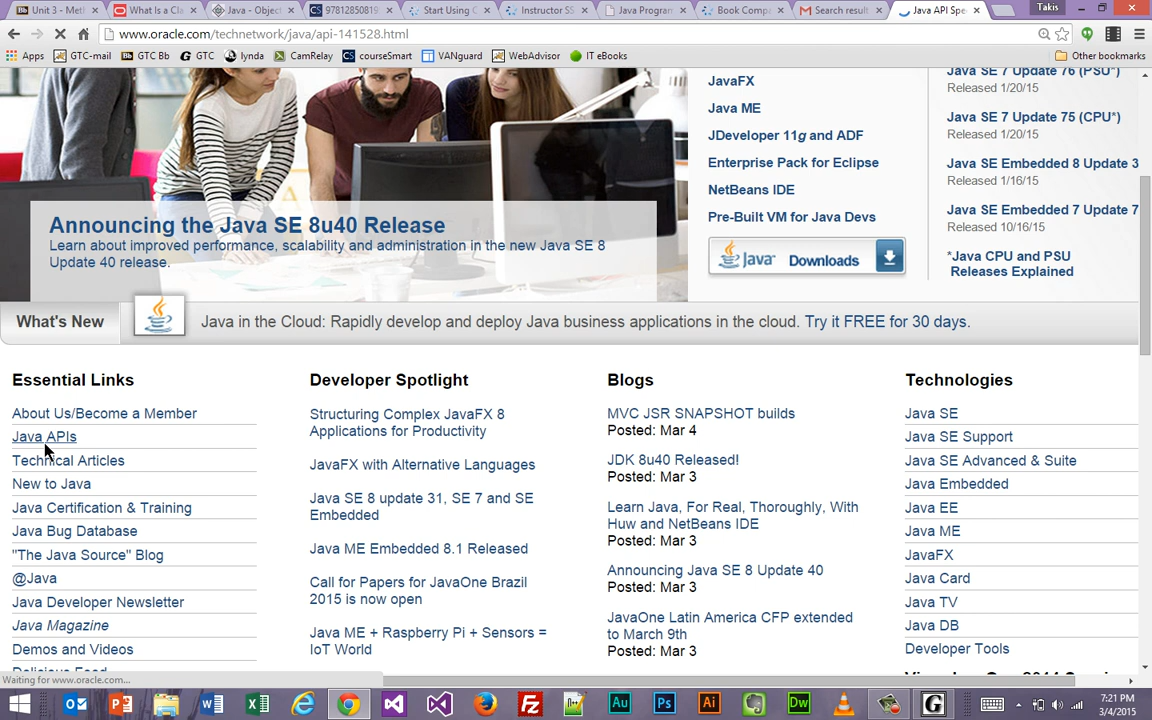 Unit 3 - Met
What Is a Cla
Java - Object
9781285081
Start Using C
Instructor SS
Java Program
Book Compa
Search result
Java API Spe
Takis
www.oracle.com/technetwork/java/api-141528.html
Apps
GTC-mail
GTC Bb
GTC
lynda
CamRelay
courseSmart
VANguard
WebAdvisor
IT eBooks
Other bookmarks
Announcing the Java SE 8u40 Release
Learn about improved performance, scalability and administration in the new Java SE 8
Update 40 release.
JavaFX
Java ME
JDeveloper 11g and ADF
Enterprise Pack for Eclipse
NetBeans IDE
Pre-Built VM for Java Devs
Java Downloads
Java SE 7 Update 76 (PSU*)
Released 1/20/15
Java SE 7 Update 75 (CPU*)
Released 1/20/15
Java SE Embedded 8 Update 3
Released 1/16/15
Java SE Embedded 7 Update 7
Released 10/16/15
*Java CPU and PSU
Releases Explained
What's New
Java in the Cloud: Rapidly develop and deploy Java business applications in the cloud. Try it FREE for 30 days.
Essential Links
About Us/Become a Member
Java APIs
Technical Articles
New to Java
Java Certification & Training
Java Bug Database
"The Java Source" Blog
@Java
Java Developer Newsletter
Java Magazine
Demos and Videos
Developer Spotlight
Structuring Complex JavaFX 8
Applications for Productivity
JavaFX with Alternative Languages
Java SE 8 update 31, SE 7 and SE
Embedded
Java ME Embedded 8.1 Released
Call for Papers for JavaOne Brazil
2015 is now open
Java ME + Raspberry Pi + Sensors =
IoT World
Blogs
MVC JSR SNAPSHOT builds
Posted: Mar 4
JDK 8u40 Released!
Posted: Mar 3
Learn Java, For Real, Thoroughly, With
Huw and NetBeans IDE
Posted: Mar 3
Announcing Java SE 8 Update 40
Posted: Mar 3
JavaOne Latin America CFP extended
to March 9th
Posted: Mar 3
Technologies
Java SE
Java SE Support
Java SE Advanced & Suite
Java Embedded
Java EE
Java ME
JavaFX
Java Card
Java TV
Java DB
Developer Tools
Waiting for www.oracle.com...
7:21 PM
3/4/2015